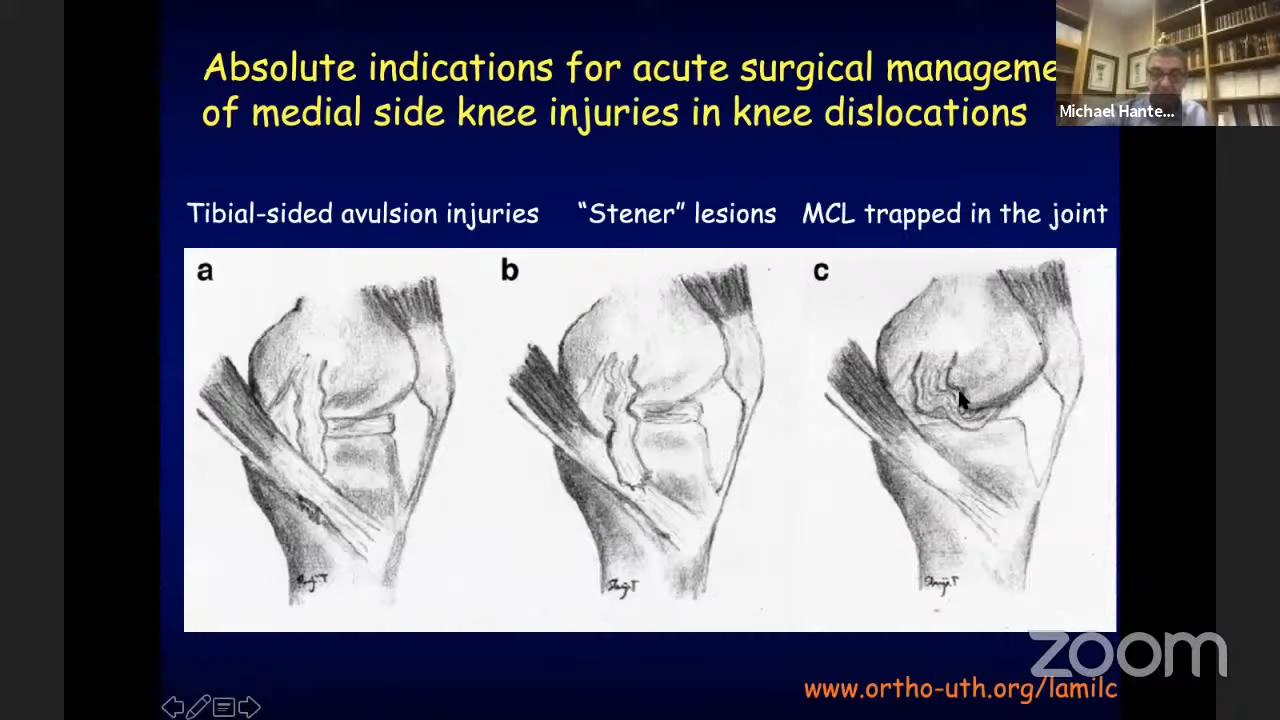 Absolute indications for acute surgical manageme
of medial side knee injuries in knee dislocations
Michael Hante...
Tibial-sided avulsion injuries
“Stener” lesions
MCL trapped in the joint
a
b
c
zoom
www.ortho-uth.org/lamilc